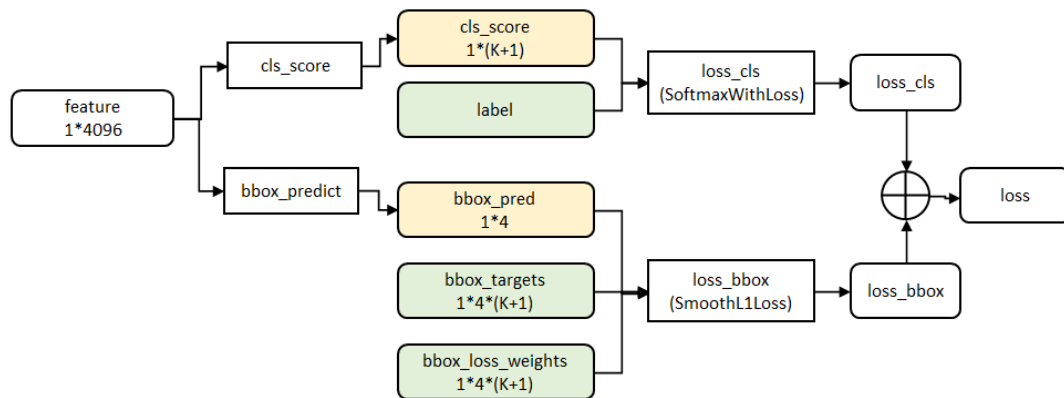 feature
1*4096
cls_score
bbox_predict
cls_score
1*(K+1)
label
bbox_pred
1*4
bbox_targets
1*4*(K+1)
bbox_loss_weights
1*4*(K+1)
loss_cls
(SoftmaxWithLoss)
loss_bbox
(SmoothL1Loss)
loss_cls
loss_bbox
loss